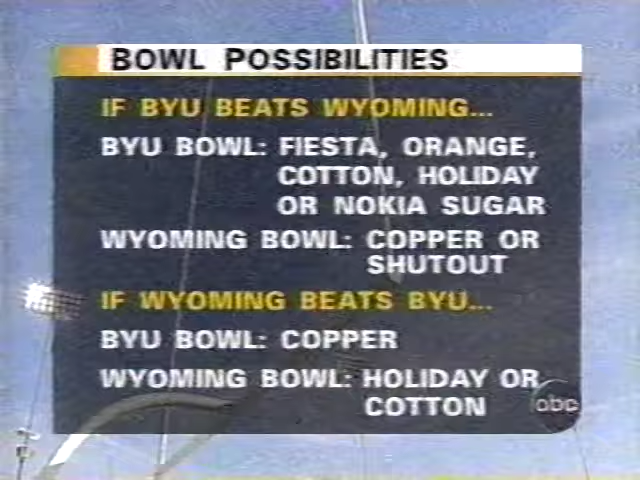 BOWL POSSIBILITIES
IF BYU BEATS WYOMING...
BYU BOWL: FIESTA, ORANGE,
COTTON, HOLIDAY
OR NOKIA SUGAR
WYOMING BOWL: COPPER OR
SHUTOUT
IF WYOMING BEATS BYU...
BYU BOWL: COPPER
WYOMING BOWL: HOLIDAY OR
COTTON
abc